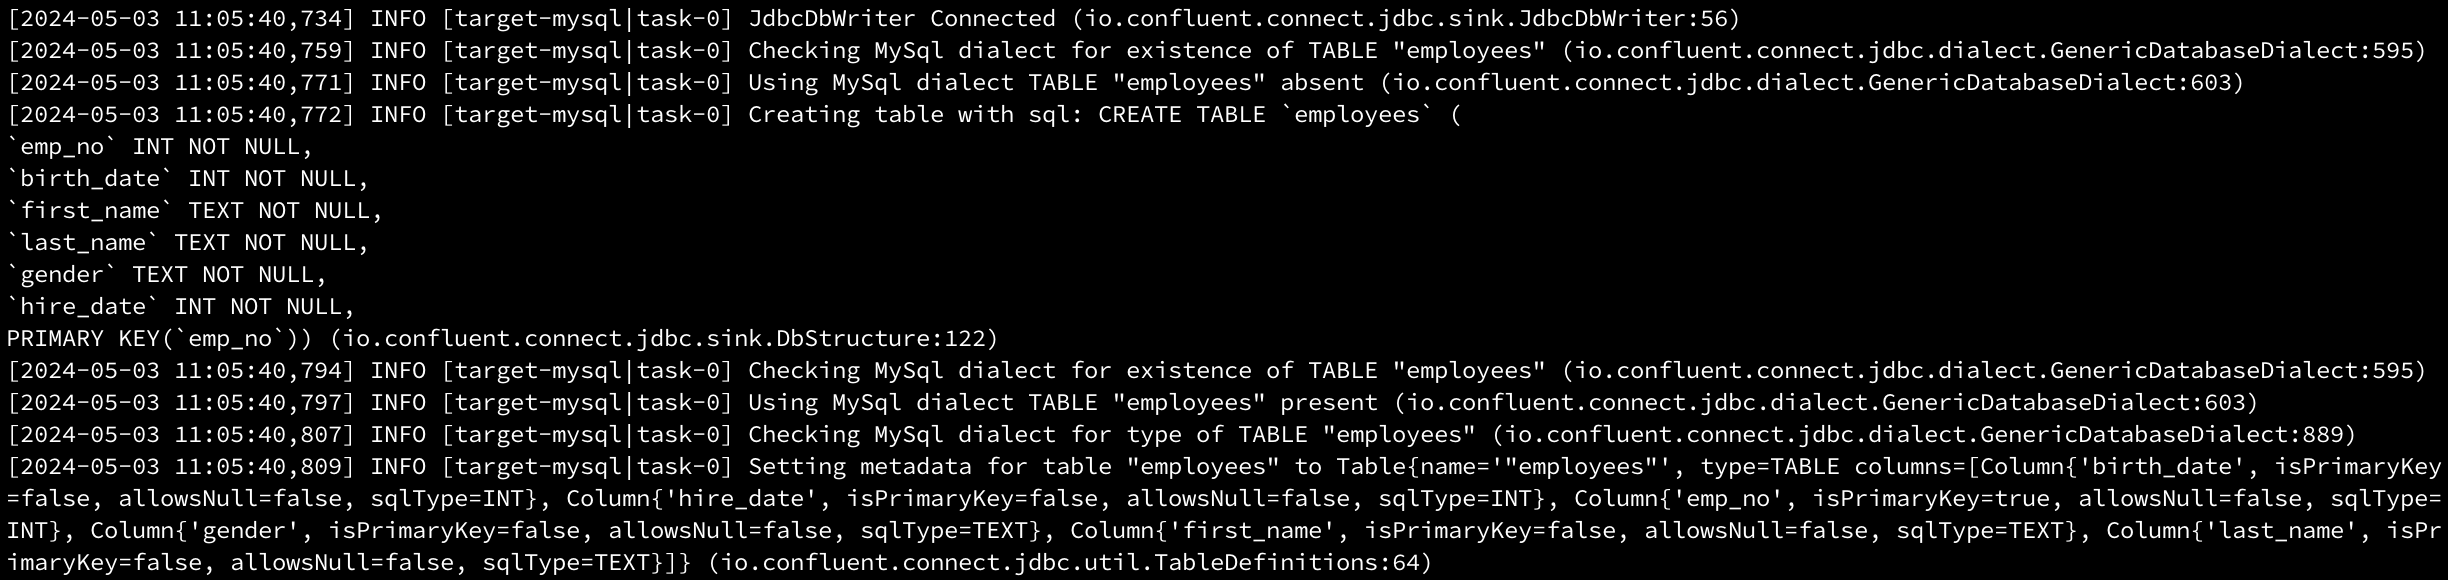 [2024-05-03 11:05:40,734] INFO [target-mysql|task-0] JdbcDbWriter Connected (io.confluent.connect.jdbc.sink.JdbcDbWriter:56)
[2024-05-03 11:05:40,759] INFO [target-mysql|task-0] Checking MySql dialect for existence of TABLE "employees" (io.confluent.connect.jdbc.dialect.GenericDatabaseDialect:595)
[2024-05-03 11:05:40,771] INFO [target-mysql|task-0] Using MySql dialect TABLE "employees" absent (io.confluent.connect.jdbc.dialect.GenericDatabaseDialect:603)
[2024-05-03 11:05:40,772] INFO [target-mysql|task-0] Creating table with sql: CREATE TABLE `employees` (
`emp_no` INT NOT NULL,
`birth_date` INT NOT NULL,
`first_name` TEXT NOT NULL,
`last_name` TEXT NOT NULL,
`gender` TEXT NOT NULL,
`hire_date` INT NOT NULL,
PRIMARY KEY(`emp_no`)) (io.confluent.connect.jdbc.sink.DbStructure:122)
[2024-05-03 11:05:40,794] INFO [target-mysql|task-0] Checking MySql dialect for existence of TABLE "employees" (io.confluent.connect.jdbc.dialect.GenericDatabaseDialect:595)
[2024-05-03 11:05:40,797] INFO [target-mysql|task-0] Using MySql dialect TABLE "employees" present (io.confluent.connect.jdbc.dialect.GenericDatabaseDialect:603)
[2024-05-03 11:05:40,807] INFO [target-mysql|task-0] Checking MySql dialect for type of TABLE "employees" (io.confluent.connect.jdbc.dialect.GenericDatabaseDialect:889)
[2024-05-03 11:05:40,809] INFO [target-mysql|task-0] Setting metadata for table "employees" to Table{name='"employees"', type=TABLE columns=[Column{'birth_date', isPrimaryKey
=false, allowsNull=false, sqlType=INT}, Column{'hire_date', isPrimaryKey=false, allowsNull=false, sqlType=INT}, Column{'emp_no', isPrimaryKey=true, allowsNull=false, sqlType=
INT}, Column{'gender', isPrimaryKey=false, allowsNull=false, sqlType=TEXT}, Column{'first_name', isPrimaryKey=false, allowsNull=false, sqlType=TEXT}, Column{'last_name', isPr
imaryKey=false, allowsNull=false, sqlType=TEXT}]} (io.confluent.connect.jdbc.util.TableDefinitions:64)